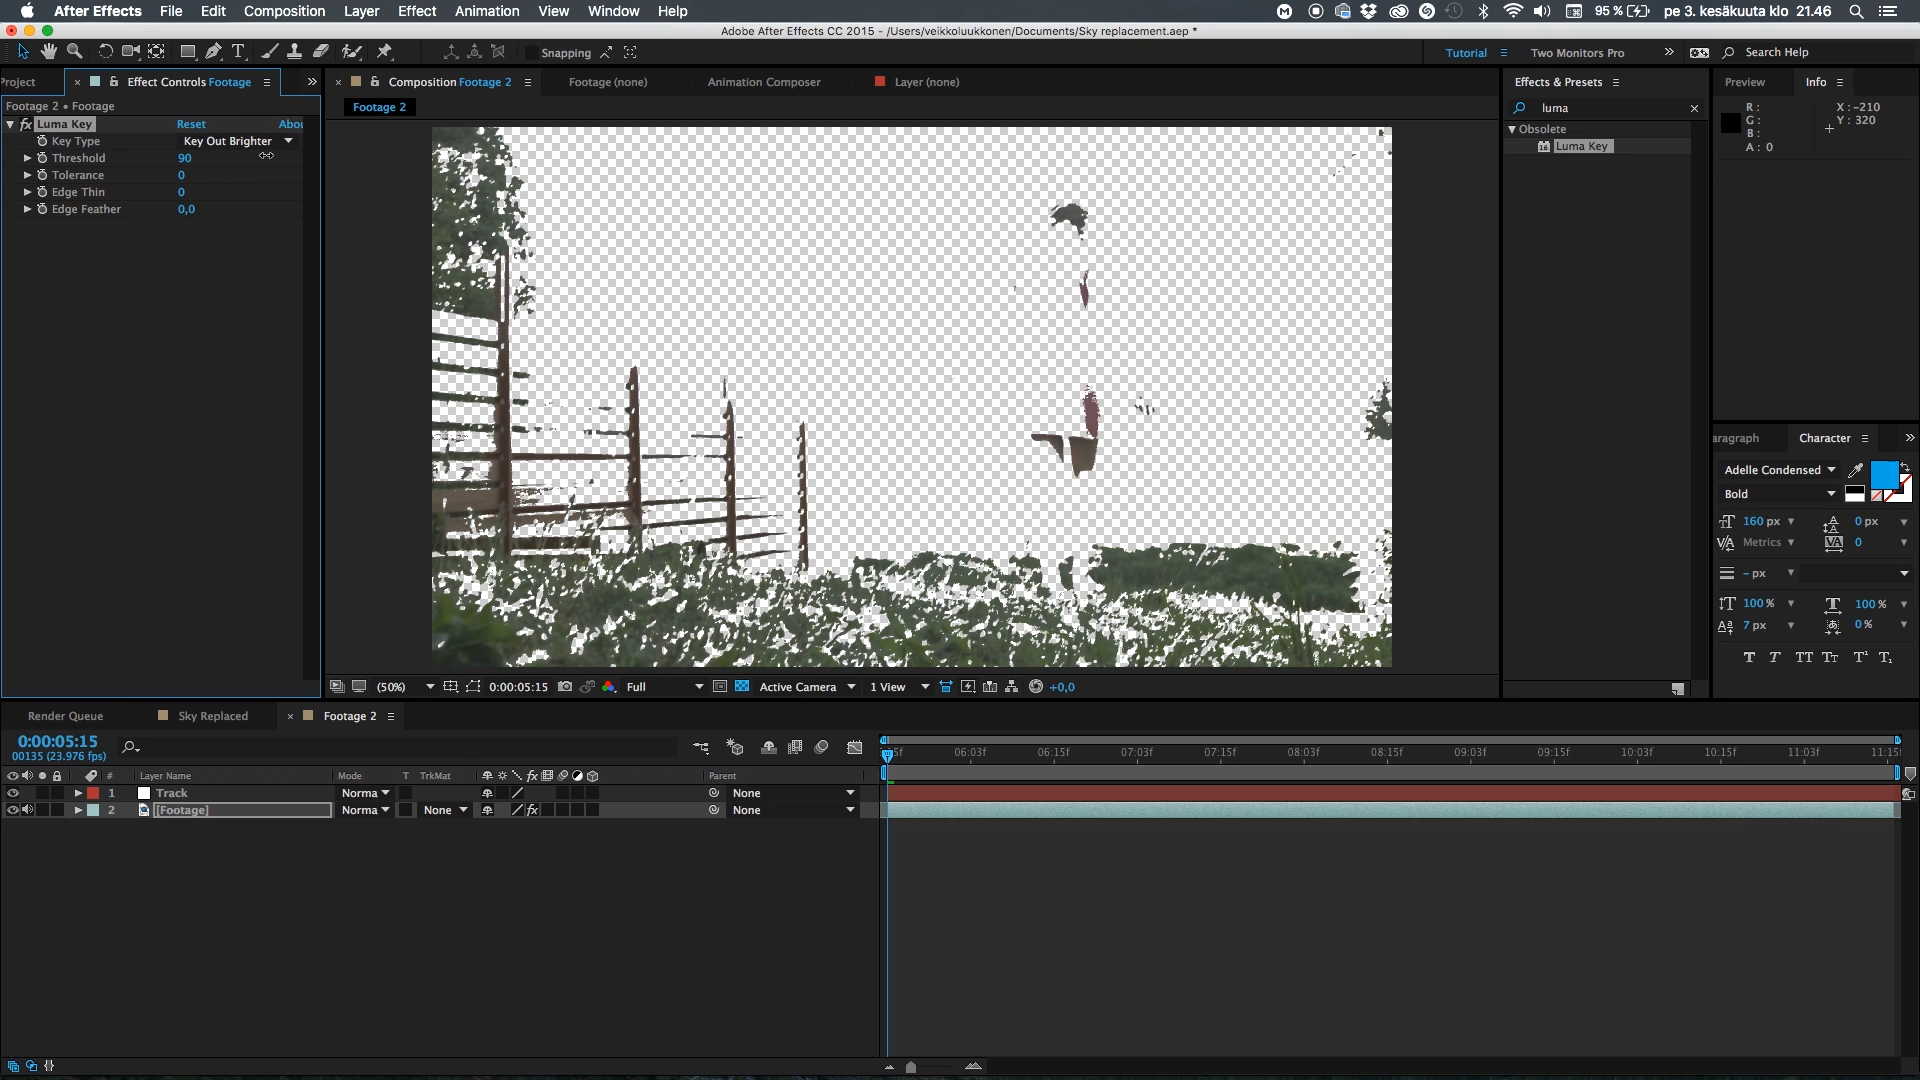 After Effects File Edit Composition Layer Effect Animation View Window Help 95 % pe 3. kesäkuuta klo 21.46
Adobe After Effects CC 2015 - /Users/veikkoluukkonen/Documents/Sky replacement.aep *
Snapping Tutorial Two Monitors Pro Search Help
Project Effect Controls Footage Composition Footage 2 Footage (none) Animation Composer Layer (none) Effects & Presets Preview Info
Footage 2 • Footage Footage 2 luma R: X : -210
Luma Key Reset Abou G: Y : 320
Key Type Key Out Brighter Obsolete B:
Threshold 90 Luma Key A : 0
Tolerance 0
Edge Thin 0
Edge Feather 0,0
aragraph Character
Adelle Condensed
Bold
160 px 0 px
Metrics 0
– px
100 % 100 %
7 px 0 %
T T TT Tt T¹ T₁
(50%) 0:00:05:15 Full Active Camera 1 View +0,0
Render Queue Sky Replaced Footage 2
0:00:05:15
00135 (23.976 fps)
:15f 06:03f 06:15f 07:03f 07:15f 08:03f 08:15f 09:03f 09:15f 10:03f 10:15f 11:03f 11:15f
# Layer Name Mode T TrkMat Parent
1 Track Norma None
2 [Footage] Norma None None